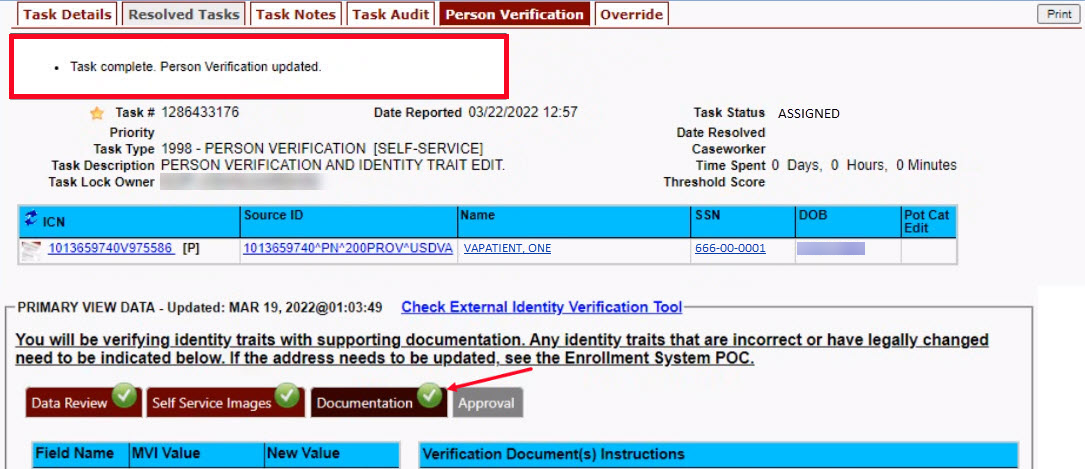 Task Details Resolved Tasks Task Notes Task Audit Person Verification Override Print
• Task complete. Person Verification updated.
Task # 1286433176 Date Reported 03/22/2022 12:57 Task Status ASSIGNED
Priority Date Resolved
Task Type 1998 - PERSON VERIFICATION [SELF-SERVICE] Caseworker
Task Description PERSON VERIFICATION AND IDENTITY TRAIT EDIT. Time Spent 0 Days, 0 Hours, 0 Minutes
Task Lock Owner Threshold Score
ICN Source ID Name SSN DOB Pot Cat
Edit
1013659740V975586 [P] 1013659740^PN^200PROV^USDVA VAPATIENT, ONE 666-00-0001
PRIMARY VIEW DATA - Updated: MAR 19, 2022@01:03:49 Check External Identity Verification Tool
You will be verifying identity traits with supporting documentation. Any identity traits that are incorrect or have legally changed
need to be indicated below. If the address needs to be updated, see the Enrollment System POC.
Data Review Self Service Images Documentation Approval
Field Name MVI Value New Value Verification Document(s) Instructions